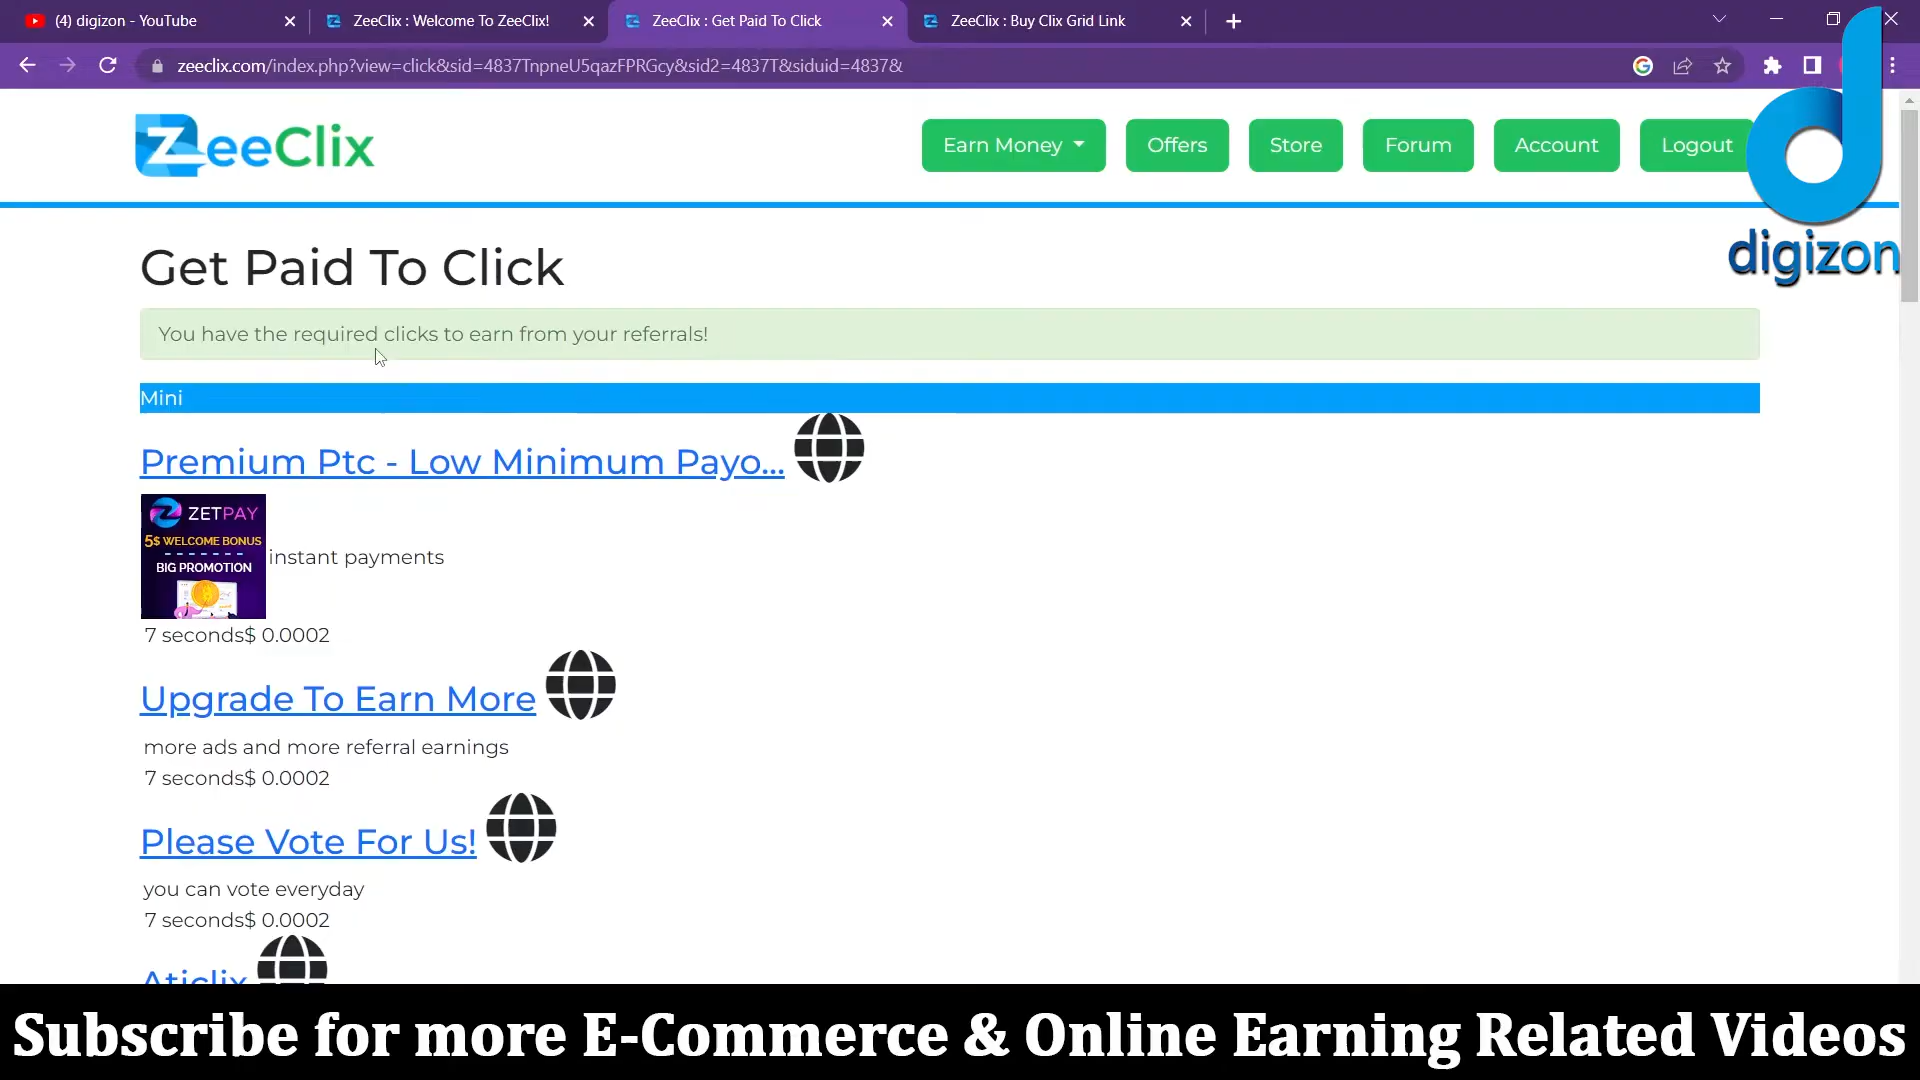 (4) digizon - YouTube
ZeeClix : Welcome To ZeeClix!
ZeeClix : Get Paid To Click
ZeeClix : Buy Clix Grid Link
zeeclix.com/index.php?view=click&sid=4837TnpneU5qazFPRGcy&sid2=4837T&siduid=4837&
ZeeClix
Earn Money
Offers
Store
Forum
Account
Logout
digizon
Get Paid To Click
You have the required clicks to earn from your referrals!
Mini
Premium Ptc - Low Minimum Payo...
ZETPAY
5$ WELCOME BONUS
BIG PROMOTION
instant payments
7 seconds$ 0.0002
Upgrade To Earn More
more ads and more referral earnings
7 seconds$ 0.0002
Please Vote For Us!
you can vote everyday
7 seconds$ 0.0002
Aticlix
Subscribe for more E-Commerce & Online Earning Related Videos